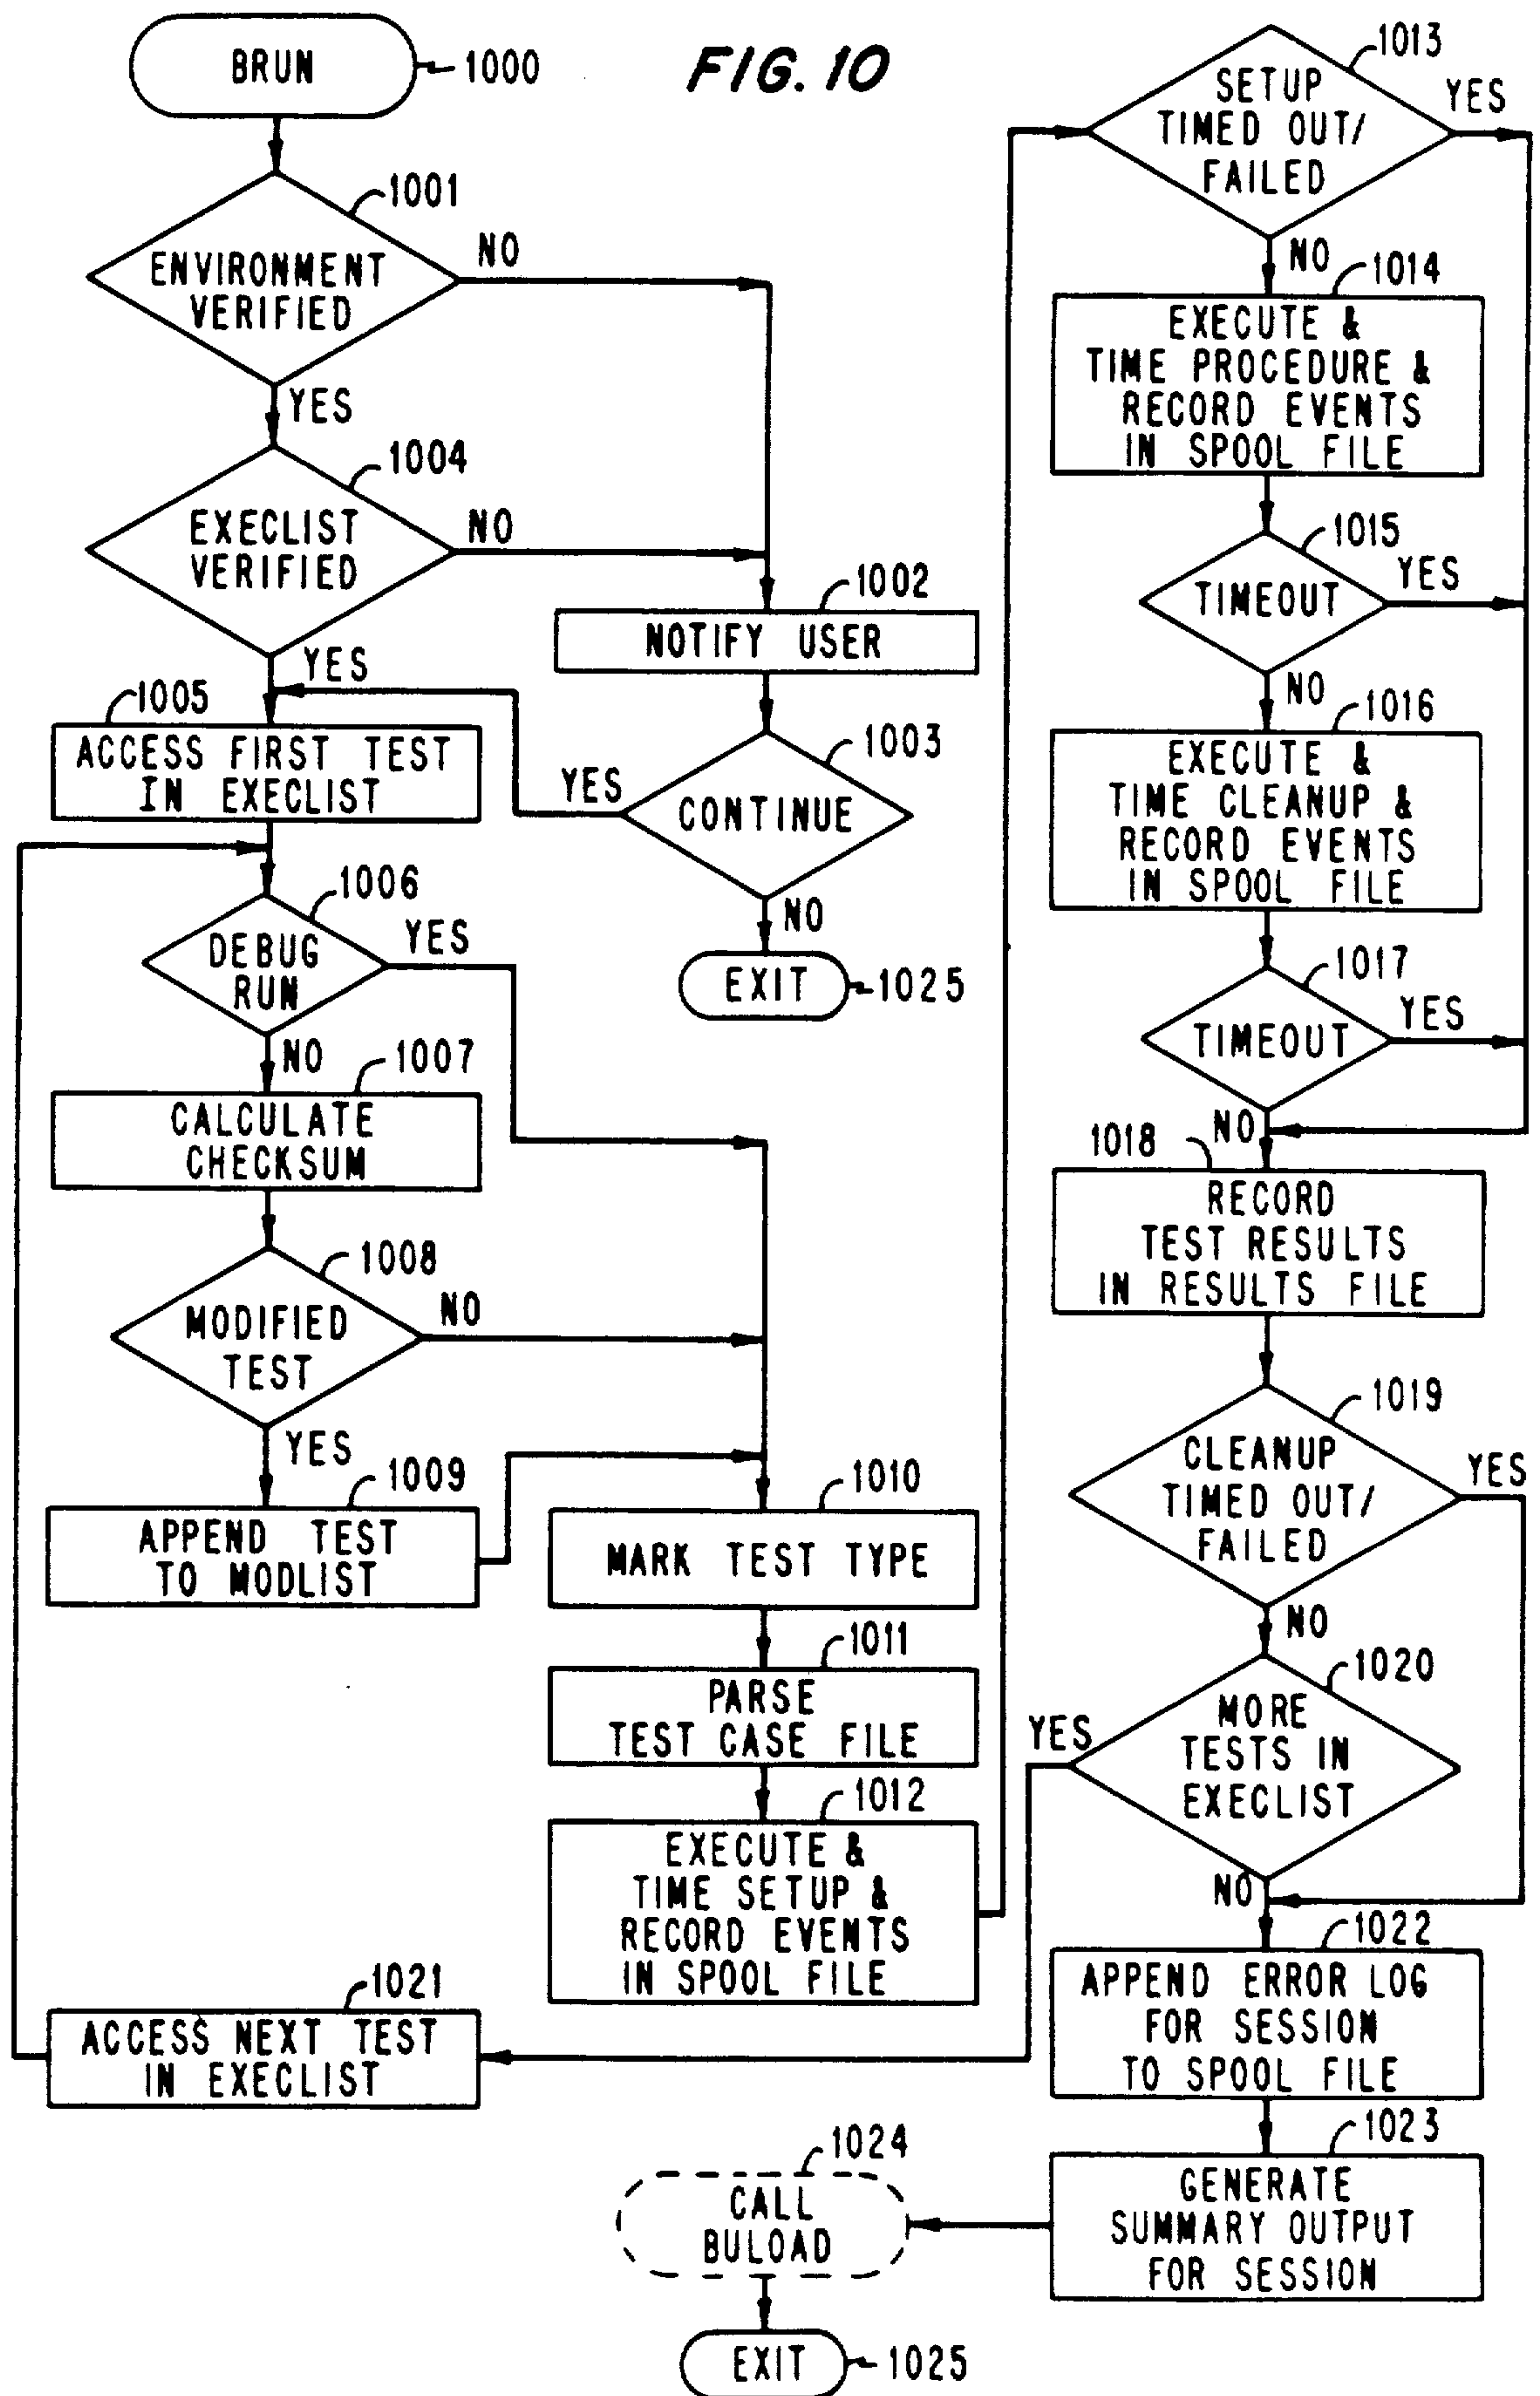 FIG. 10
BRUN
1000
1001
ENVIRONMENT
VERIFIED
NO
YES
1004
EXECLIST
VERIFIED
NO
YES
1002
NOTIFY USER
1003
CONTINUE
YES
NO
EXIT
1025
1005
ACCESS FIRST TEST
IN EXECLIST
1006
DEBUG
RUN
YES
NO
1007
CALCULATE
CHECKSUM
1008
MODIFIED
TEST
NO
YES
1009
APPEND TEST
TO MODLIST
1010
MARK TEST TYPE
1011
PARSE
TEST CASE FILE
1012
EXECUTE &
TIME SETUP &
RECORD EVENTS
IN SPOOL FILE
1013
SETUP
TIMED OUT/
FAILED
YES
NO
1014
EXECUTE &
TIME PROCEDURE &
RECORD EVENTS
IN SPOOL FILE
1015
TIMEOUT
YES
NO
1016
EXECUTE &
TIME CLEANUP &
RECORD EVENTS
IN SPOOL FILE
1017
TIMEOUT
YES
NO
1018
RECORD
TEST RESULTS
IN RESULTS FILE
1019
CLEANUP
TIMED OUT/
FAILED
YES
NO
1020
MORE
TESTS IN
EXECLIST
YES
NO
1021
ACCESS NEXT TEST
IN EXECLIST
1022
APPEND ERROR LOG
FOR SESSION
TO SPOOL FILE
1023
GENERATE
SUMMARY OUTPUT
FOR SESSION
1024
CALL
BULOAD
EXIT
1025